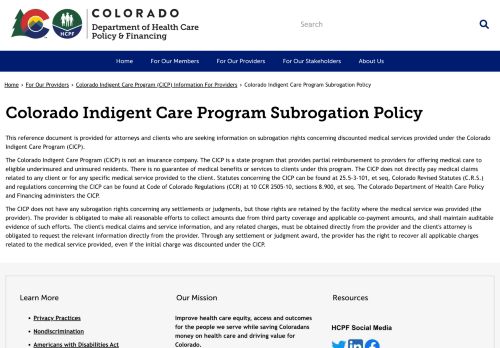 COLORADO
Department of Health Care
Policy & Financing
CO
HCPF
Search
Home
For Our Members
For Our Providers
For Our Stakeholders
About Us
Home › For Our Providers › Colorado Indigent Care Program (CICP) Information For Providers › Colorado Indigent Care Program Subrogation Policy
Colorado Indigent Care Program Subrogation Policy
This reference document is provided for attorneys and clients who are seeking information on subrogation rights concerning discounted medical services provided under the Colorado
Indigent Care Program (CICP).
The Colorado Indigent Care Program (CICP) is not an insurance company. The CICP is a state program that provides partial reimbursement to providers for offering medical care to
eligible underinsured and uninsured residents. There is no guarantee of medical benefits or services to clients under this program. The CICP does not directly pay medical claims
related to any client or for any specific medical service provided to the client. Statutes concerning the CICP can be found at 25.5-3-101, et seq, Colorado Revised Statutes (C.R.S.)
and regulations concerning the CICP can be found at Code of Colorado Regulations (CCR) at 10 CCR 2505-10, sections 8.900, et seq. The Colorado Department of Health Care Policy
and Financing administers the CICP.
The CICP does not have any subrogation rights concerning any settlements or judgments, but those rights are retained by the facility where the medical service was provided (the
provider). The provider is obligated to make all reasonable efforts to collect amounts due from third party coverage and applicable co-payment amounts, and shall maintain auditable
evidence of such efforts. The client's medical claims and service information, and any related charges, must be obtained directly from the provider and the client's attorney is
obligated to request the relevant information directly from the provider. Through any settlement or judgment award, the provider has the right to recover all applicable charges
related to the medical service provided, even if the initial charge was discounted under the CICP.
Learn More
Privacy Practices
Nondiscrimination
Americans with Disabilities Act
Our Mission
Improve health care equity, access and outcomes
for the people we serve while saving Coloradans
money on health care and driving value for
Colorado.
Resources
HCPF Social Media